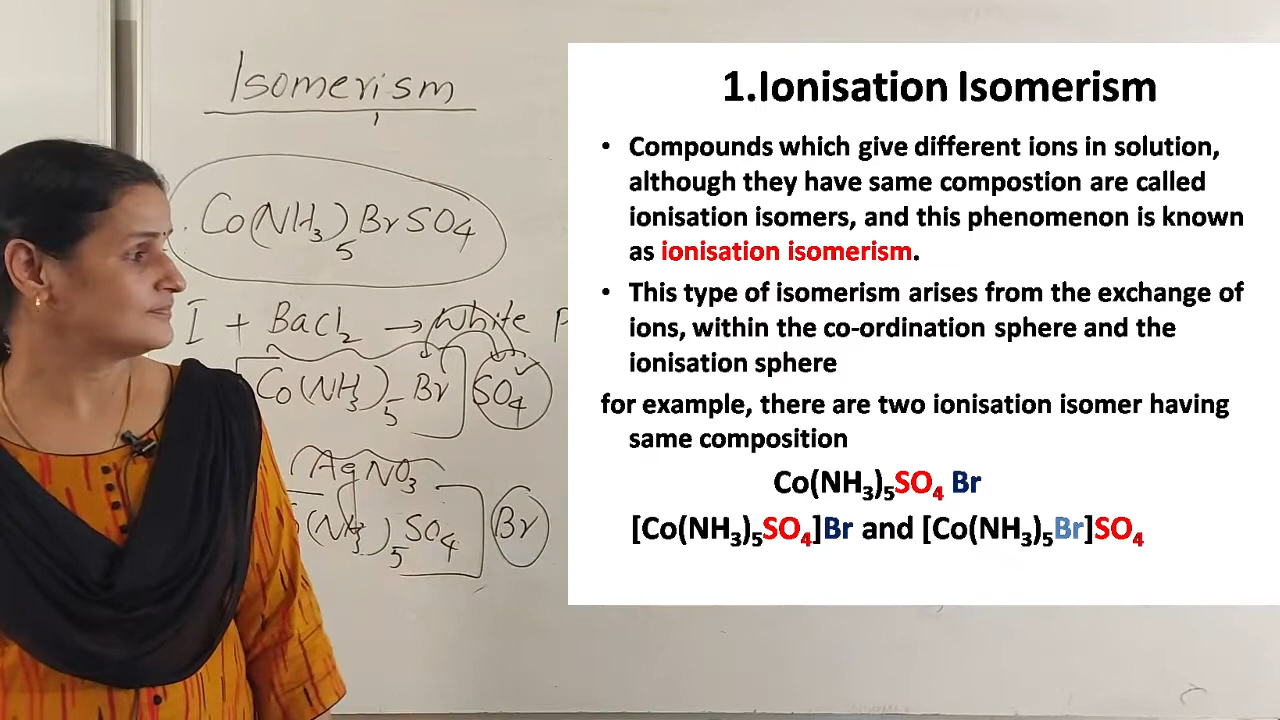 Isomerism
Co(NH3)5 Br SO4
I + BaCl2 → White P
[Co(NH3)5 Br] SO4
AgNO3
(NH3)5 SO4] Br
1.Ionisation Isomerism
• Compounds which give different ions in solution,
although they have same compostion are called
ionisation isomers, and this phenomenon is known
as ionisation isomerism.
• This type of isomerism arises from the exchange of
ions, within the co-ordination sphere and the
ionisation sphere
for example, there are two ionisation isomer having
same composition
Co(NH3)5SO4 Br
[Co(NH3)5SO4]Br and [Co(NH3)5Br]SO4